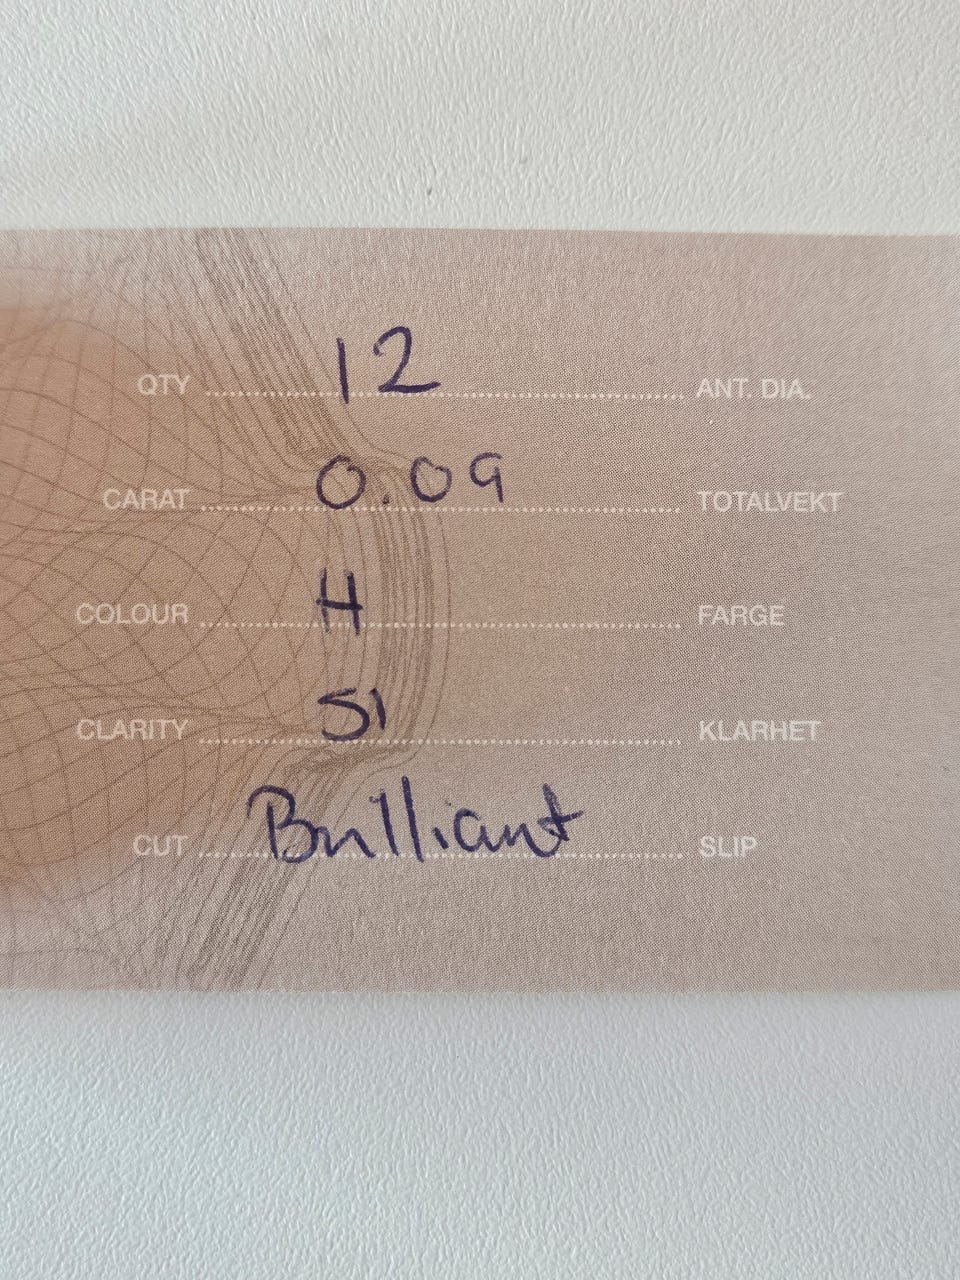 QTY 12 ANT. DIA.
CARAT 0.09 TOTALVEKT
COLOUR H FARGE
CLARITY SI KLARHET
CUT Brilliant SLIP